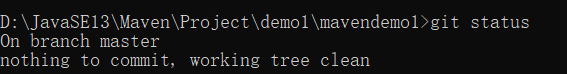 D:\JavaSE13\Maven\Project\demo1\mavendemo1>git status
On branch master
nothing to commit, working tree clean